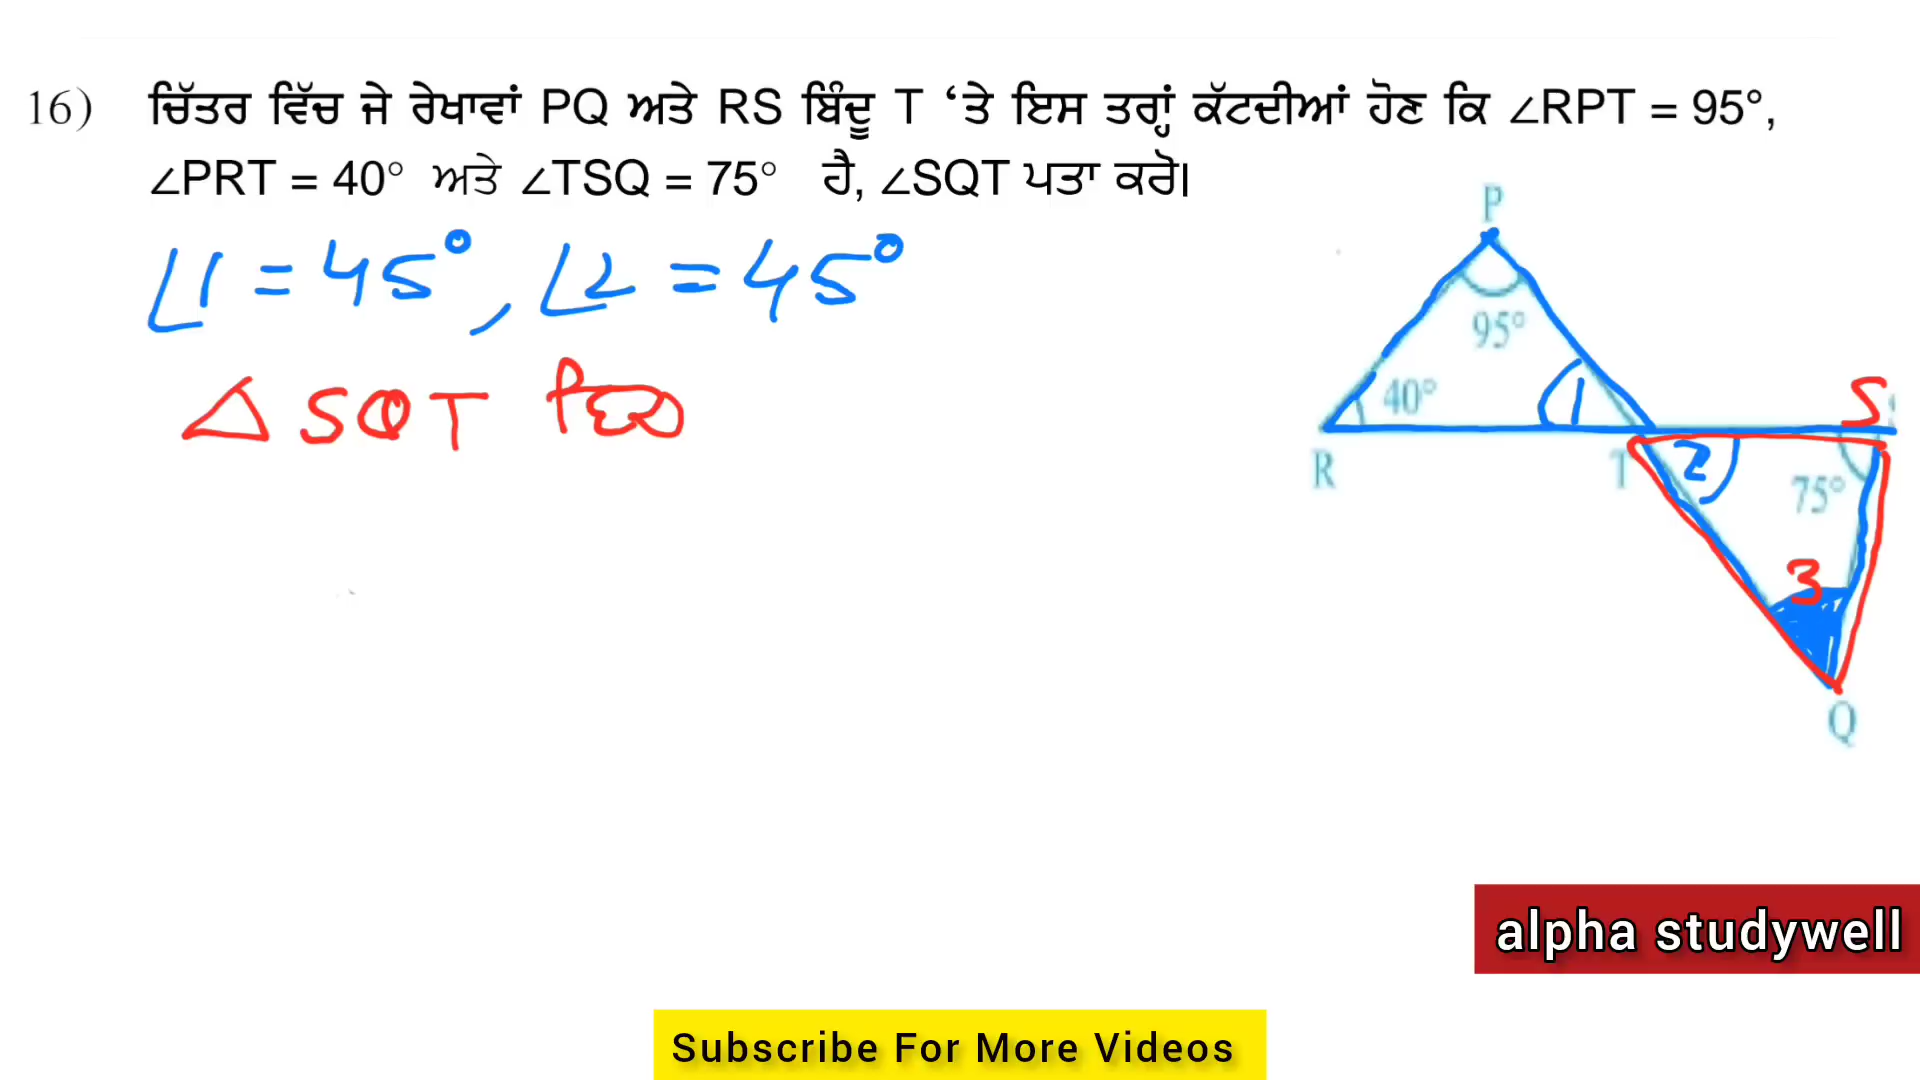 16) ਚਿੱਤਰ ਵਿੱਚ ਜੇ ਰੇਖਾਵਾਂ PQ ਅਤੇ RS ਬਿੰਦੂ T ‘ਤੇ ਇਸ ਤਰ੍ਹਾਂ ਕੱਟਦੀਆਂ ਹੋਣ ਕਿ ∠RPT = 95°,
∠PRT = 40° ਅਤੇ ∠TSQ = 75° ਹੈ, ∠SQT ਪਤਾ ਕਰੋ।
∠1 = 45°, ∠2 = 45°
△ SQT ਵਿੱਚ
P
95°
40°
1
S
R
T
2
75°
3
Q
alpha studywell
Subscribe For More Videos